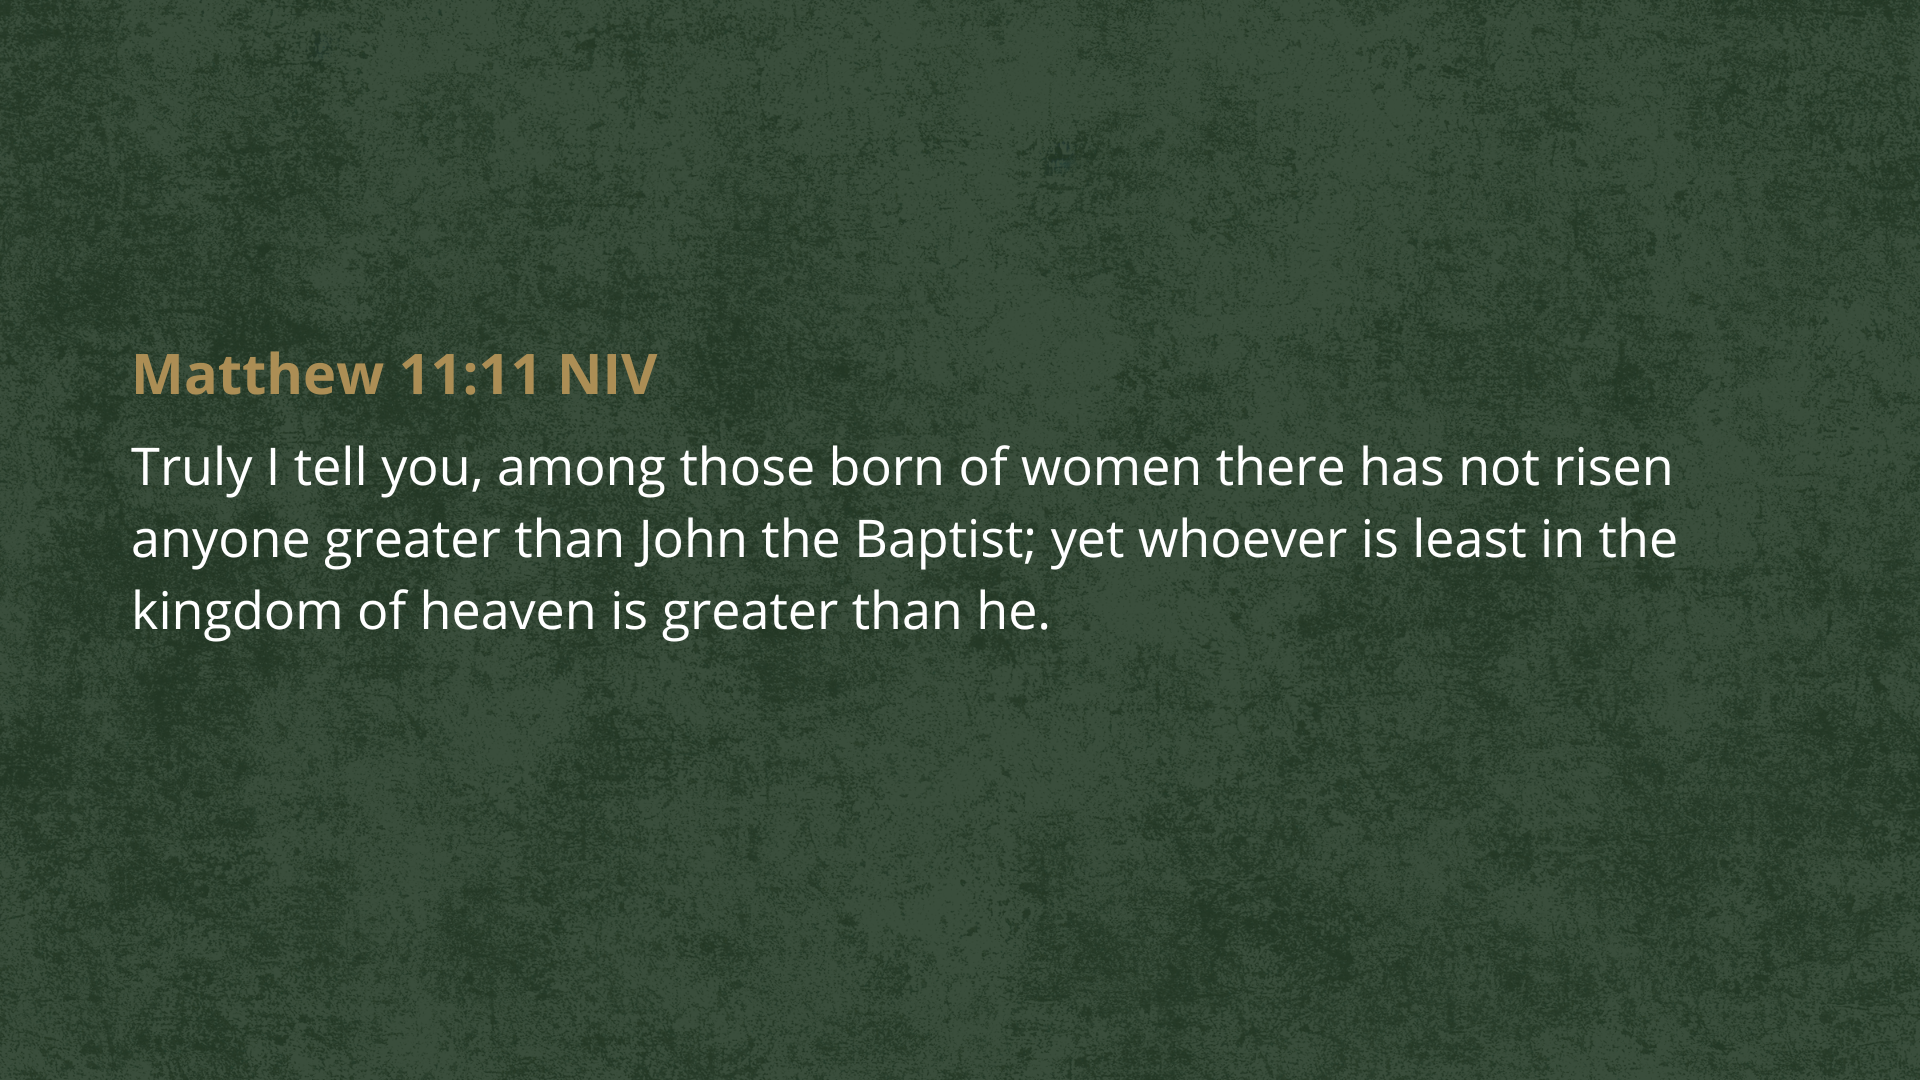 Matthew 11:11 NIV
Truly I tell you, among those born of women there has not risen
anyone greater than John the Baptist; yet whoever is least in the
kingdom of heaven is greater than he.